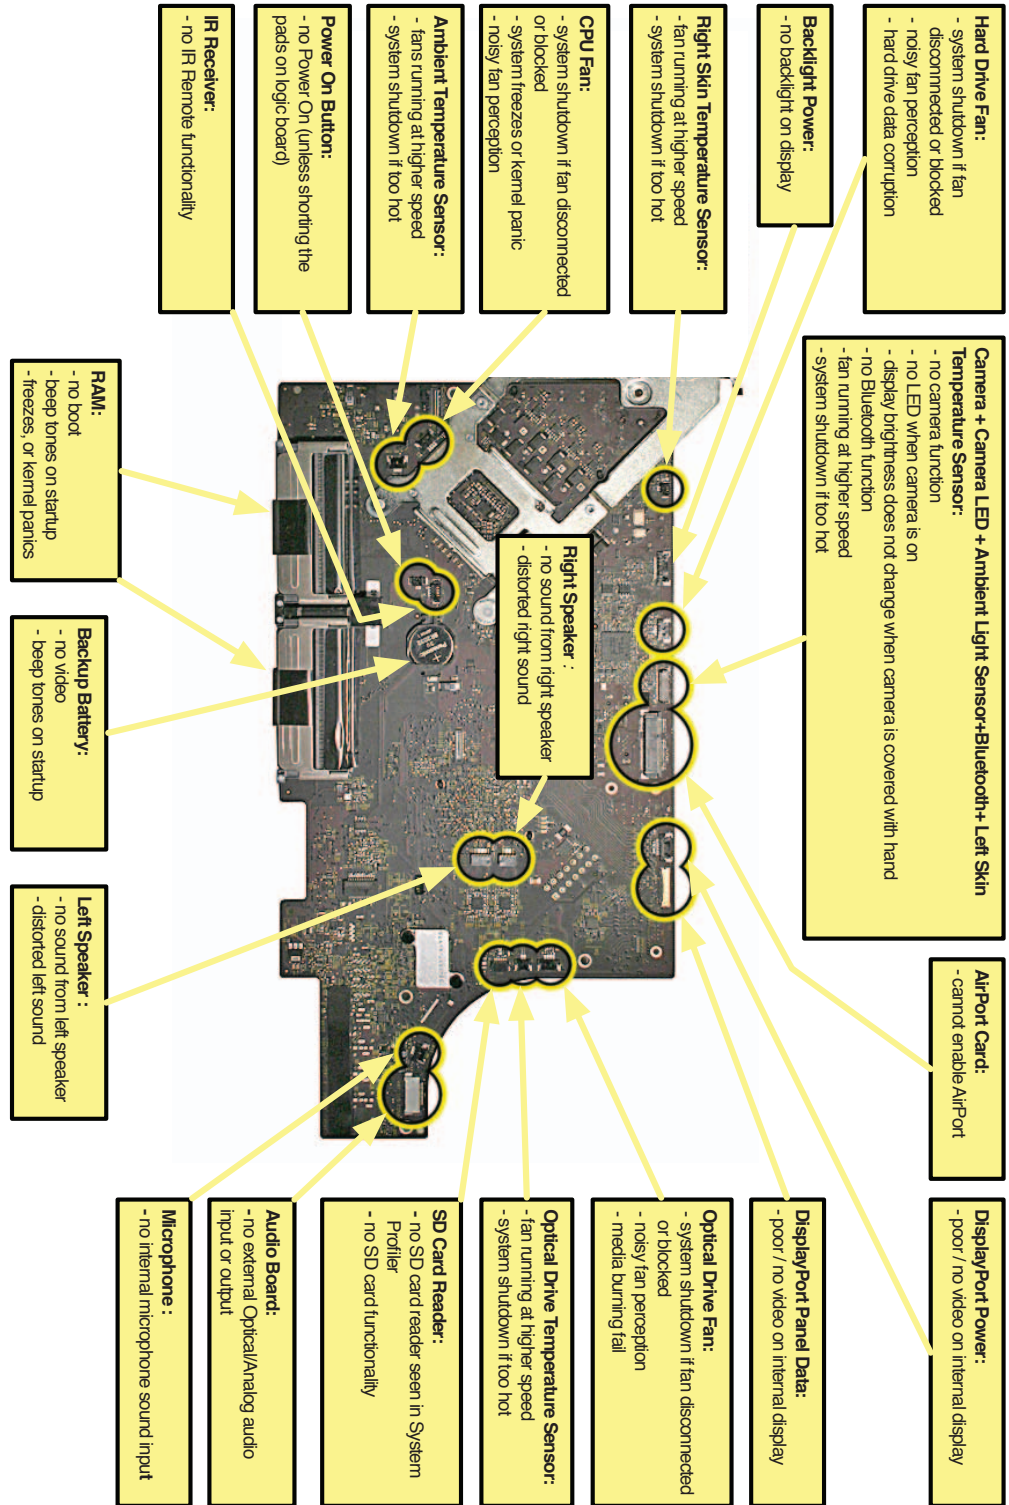 Hard Drive Fan:
- system shutdown if fan
disconnnected or blocked
- noisy fan perception
- hard drive data corruption
Backlight Power:
- no backlight on display
Right Skin Temperature Sensor:
- fan running at higher speed
- system shutdown if too hot
CPU Fan:
- system shutdown if fan disconnected
or blocked
- system freezes or kernel panic
- noisy fan perception
Ambient Temperature Sensor:
- fans running at higher speed
- system shutdown if too hot
Power On Button:
- no Power On (unless shorting the
pads on logic board)
IR Receiver:
- no IR Remote functionality
Camera + Camera LED + Ambient Light Sensor+Bluetooth+ Left Skin
Temperature Sensor:
- no camera function
- no LED when camera is on
- display brightness does not change when camera is covered with hand
- no Bluetooth function
- fan running at higher speed
- system shutdown if too hot
Right Speaker :
- no sound from right speaker
- distorted right sound
RAM:
- no boot
- beep tones on startup
- freezes, or kernel panics
Backup Battery:
- no video
- beep tones on startup
Left Speaker :
- no sound from left speaker
- distorted left sound
AirPort Card:
- cannot enable AirPort
DisplayPort Power:
- poor / no video on internal display
DisplayPort Panel Data:
- poor / no video on internal display
Optical Drive Fan:
- system shutdown if fan disconnected
or blocked
- noisy fan perception
- media burning fail
Optical Drive Temperature Sensor:
- fan running at higher speed
- system shutdown if too hot
SD Card Reader:
- no SD card reader seen in System
Profiler
- no SD card functionality
Audio Board:
- no external Optical/Analog audio
input or output
Microphone :
- no internal microphone sound input